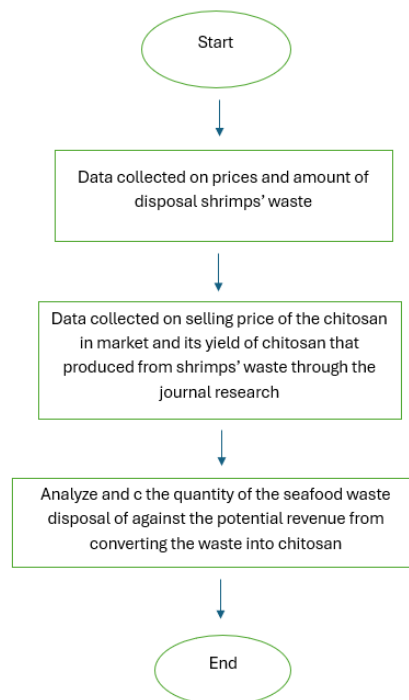 Start
Data collected on prices and amount of
disposal shrimps’ waste
Data collected on selling price of the chitosan
in market and its yield of chitosan that
produced from shrimps’ waste through the
journal research
Analyze and c the quantity of the seafood waste
disposal of against the potential revenue from
converting the waste into chitosan
End